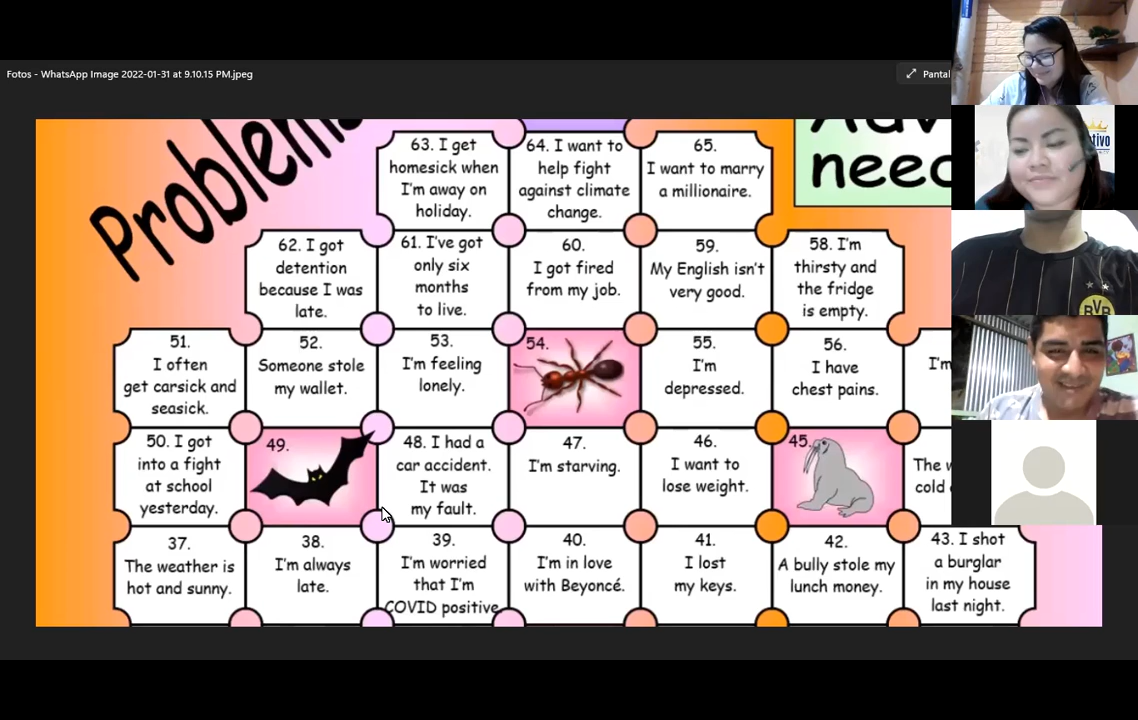 Fotos - WhatsApp Image 2022-01-31 at 9.10.15 PM.jpeg
Problems
63. I get
homesick when
I'm away on
holiday.
64. I want to
help fight
against climate
change.
65.
I want to marry
a millionaire.
62. I got
detention
because I was
late.
61. I've got
only six
months
to live.
60.
I got fired
from my job.
59.
My English isn't
very good.
58. I'm
thirsty and
the fridge
is empty.
51.
I often
get carsick and
seasick.
52.
Someone stole
my wallet.
53.
I'm feeling
lonely.
54.
55.
I'm
depressed.
56.
I have
chest pains.
50. I got
into a fight
at school
yesterday.
49.
48. I had a
car accident.
It was
my fault.
47.
I'm starving.
46.
I want to
lose weight.
45.
The
cold
37.
The weather is
hot and sunny.
38.
I'm always
late.
39.
I'm worried
that I'm
COVID positive
40.
I'm in love
with Beyoncé.
41.
I lost
my keys.
42.
A bully stole my
lunch money.
43. I shot
a burglar
in my house
last night.
BVB